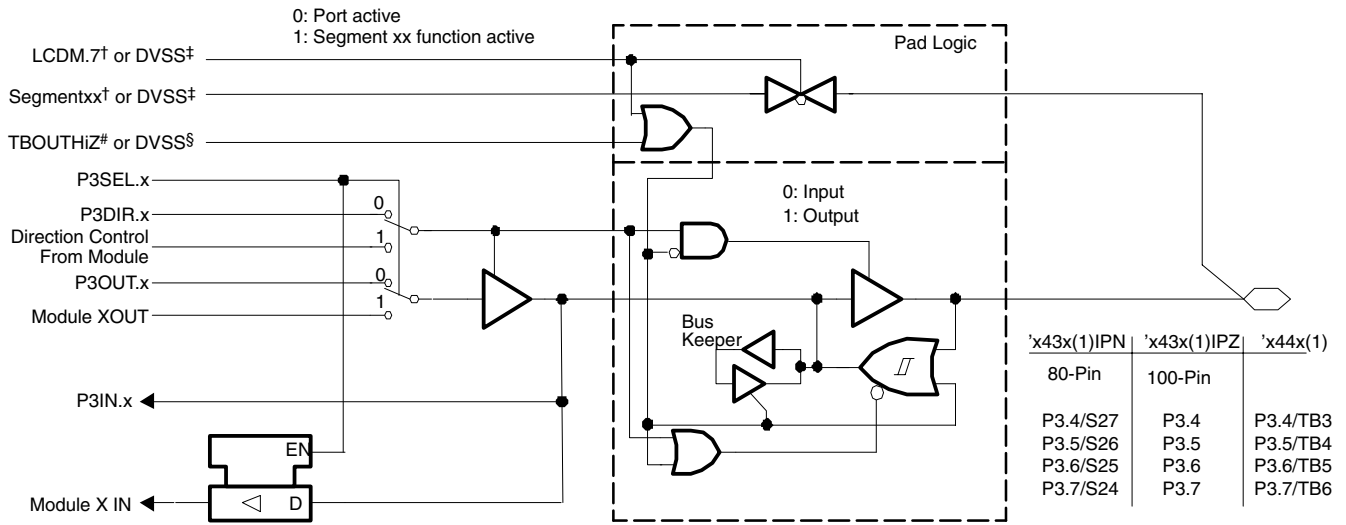 0: Port active
1: Segment xx function active
Pad Logic
LCDM.7† or DVSS‡
Segmentxx† or DVSS‡
TBOUTHiZ# or DVSS§
P3SEL.x
0: Input
1: Output
P3DIR.x
0
Direction Control
From Module
1
P3OUT.x
0
Module XOUT
1
Bus
Keeper
P3IN.x
EN
Module X IN
D
'x43x(1)IPN 'x43x(1)IPZ 'x44x(1)
80-Pin 100-Pin
P3.4/S27 P3.4 P3.4/TB3
P3.5/S26 P3.5 P3.5/TB4
P3.6/S25 P3.6 P3.6/TB5
P3.7/S24 P3.7 P3.7/TB6